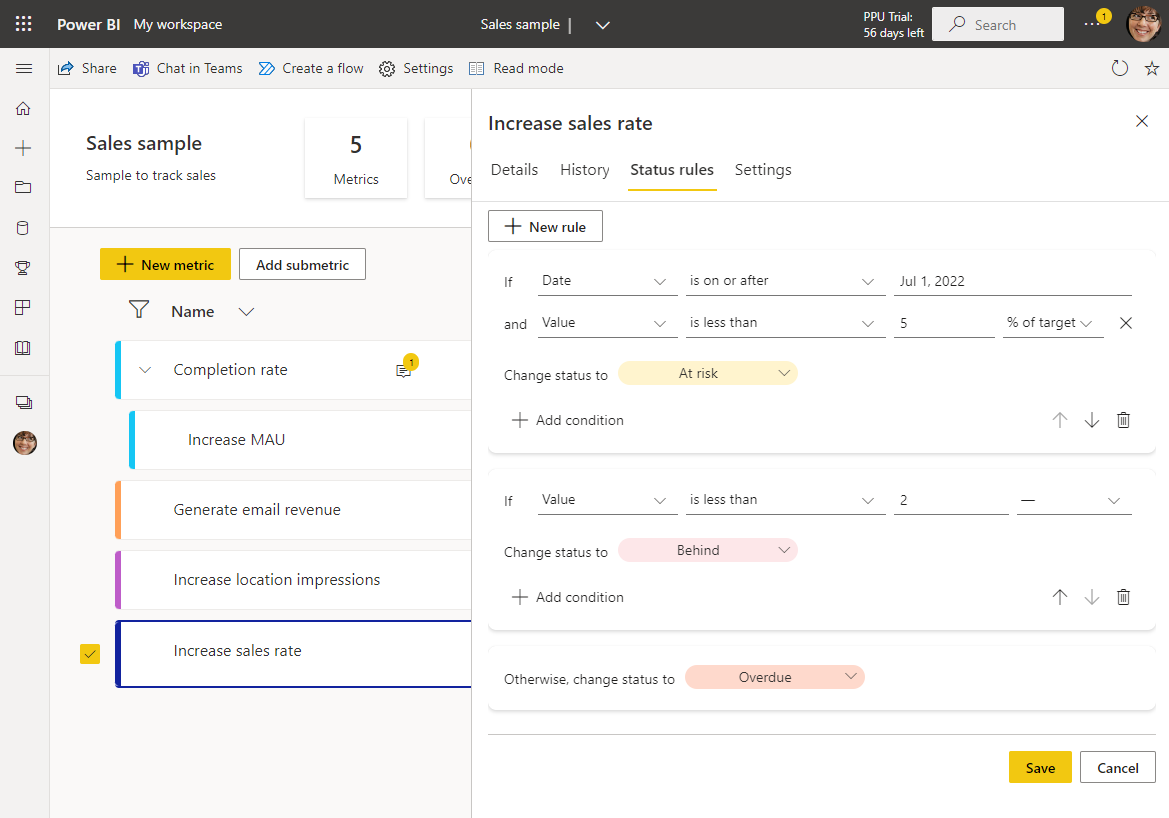 Power BI My workspace
Sales sample
PPU Trial:
56 days left
Search
1
Share
Chat in Teams
Create a flow
Settings
Read mode
Sales sample
Sample to track sales
5
Metrics
Ove
New metric
Add submetric
Name
Completion rate
1
Increase MAU
Generate email revenue
Increase location impressions
Increase sales rate
Increase sales rate
Details History Status rules Settings
New rule
If Date is on or after Jul 1, 2022
and Value is less than 5 % of target
Change status to At risk
Add condition
If Value is less than 2 —
Change status to Behind
Add condition
Otherwise, change status to Overdue
Save Cancel